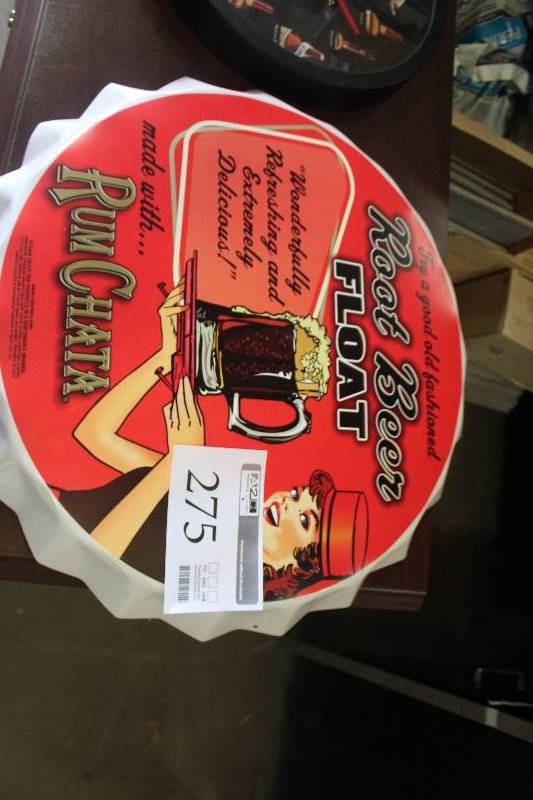 Try a good old fashioned
Root Beer
FLOAT
"Wonderfully
Refreshing and
Extremely
Delicious!"
made with...
RUMCHATA
275